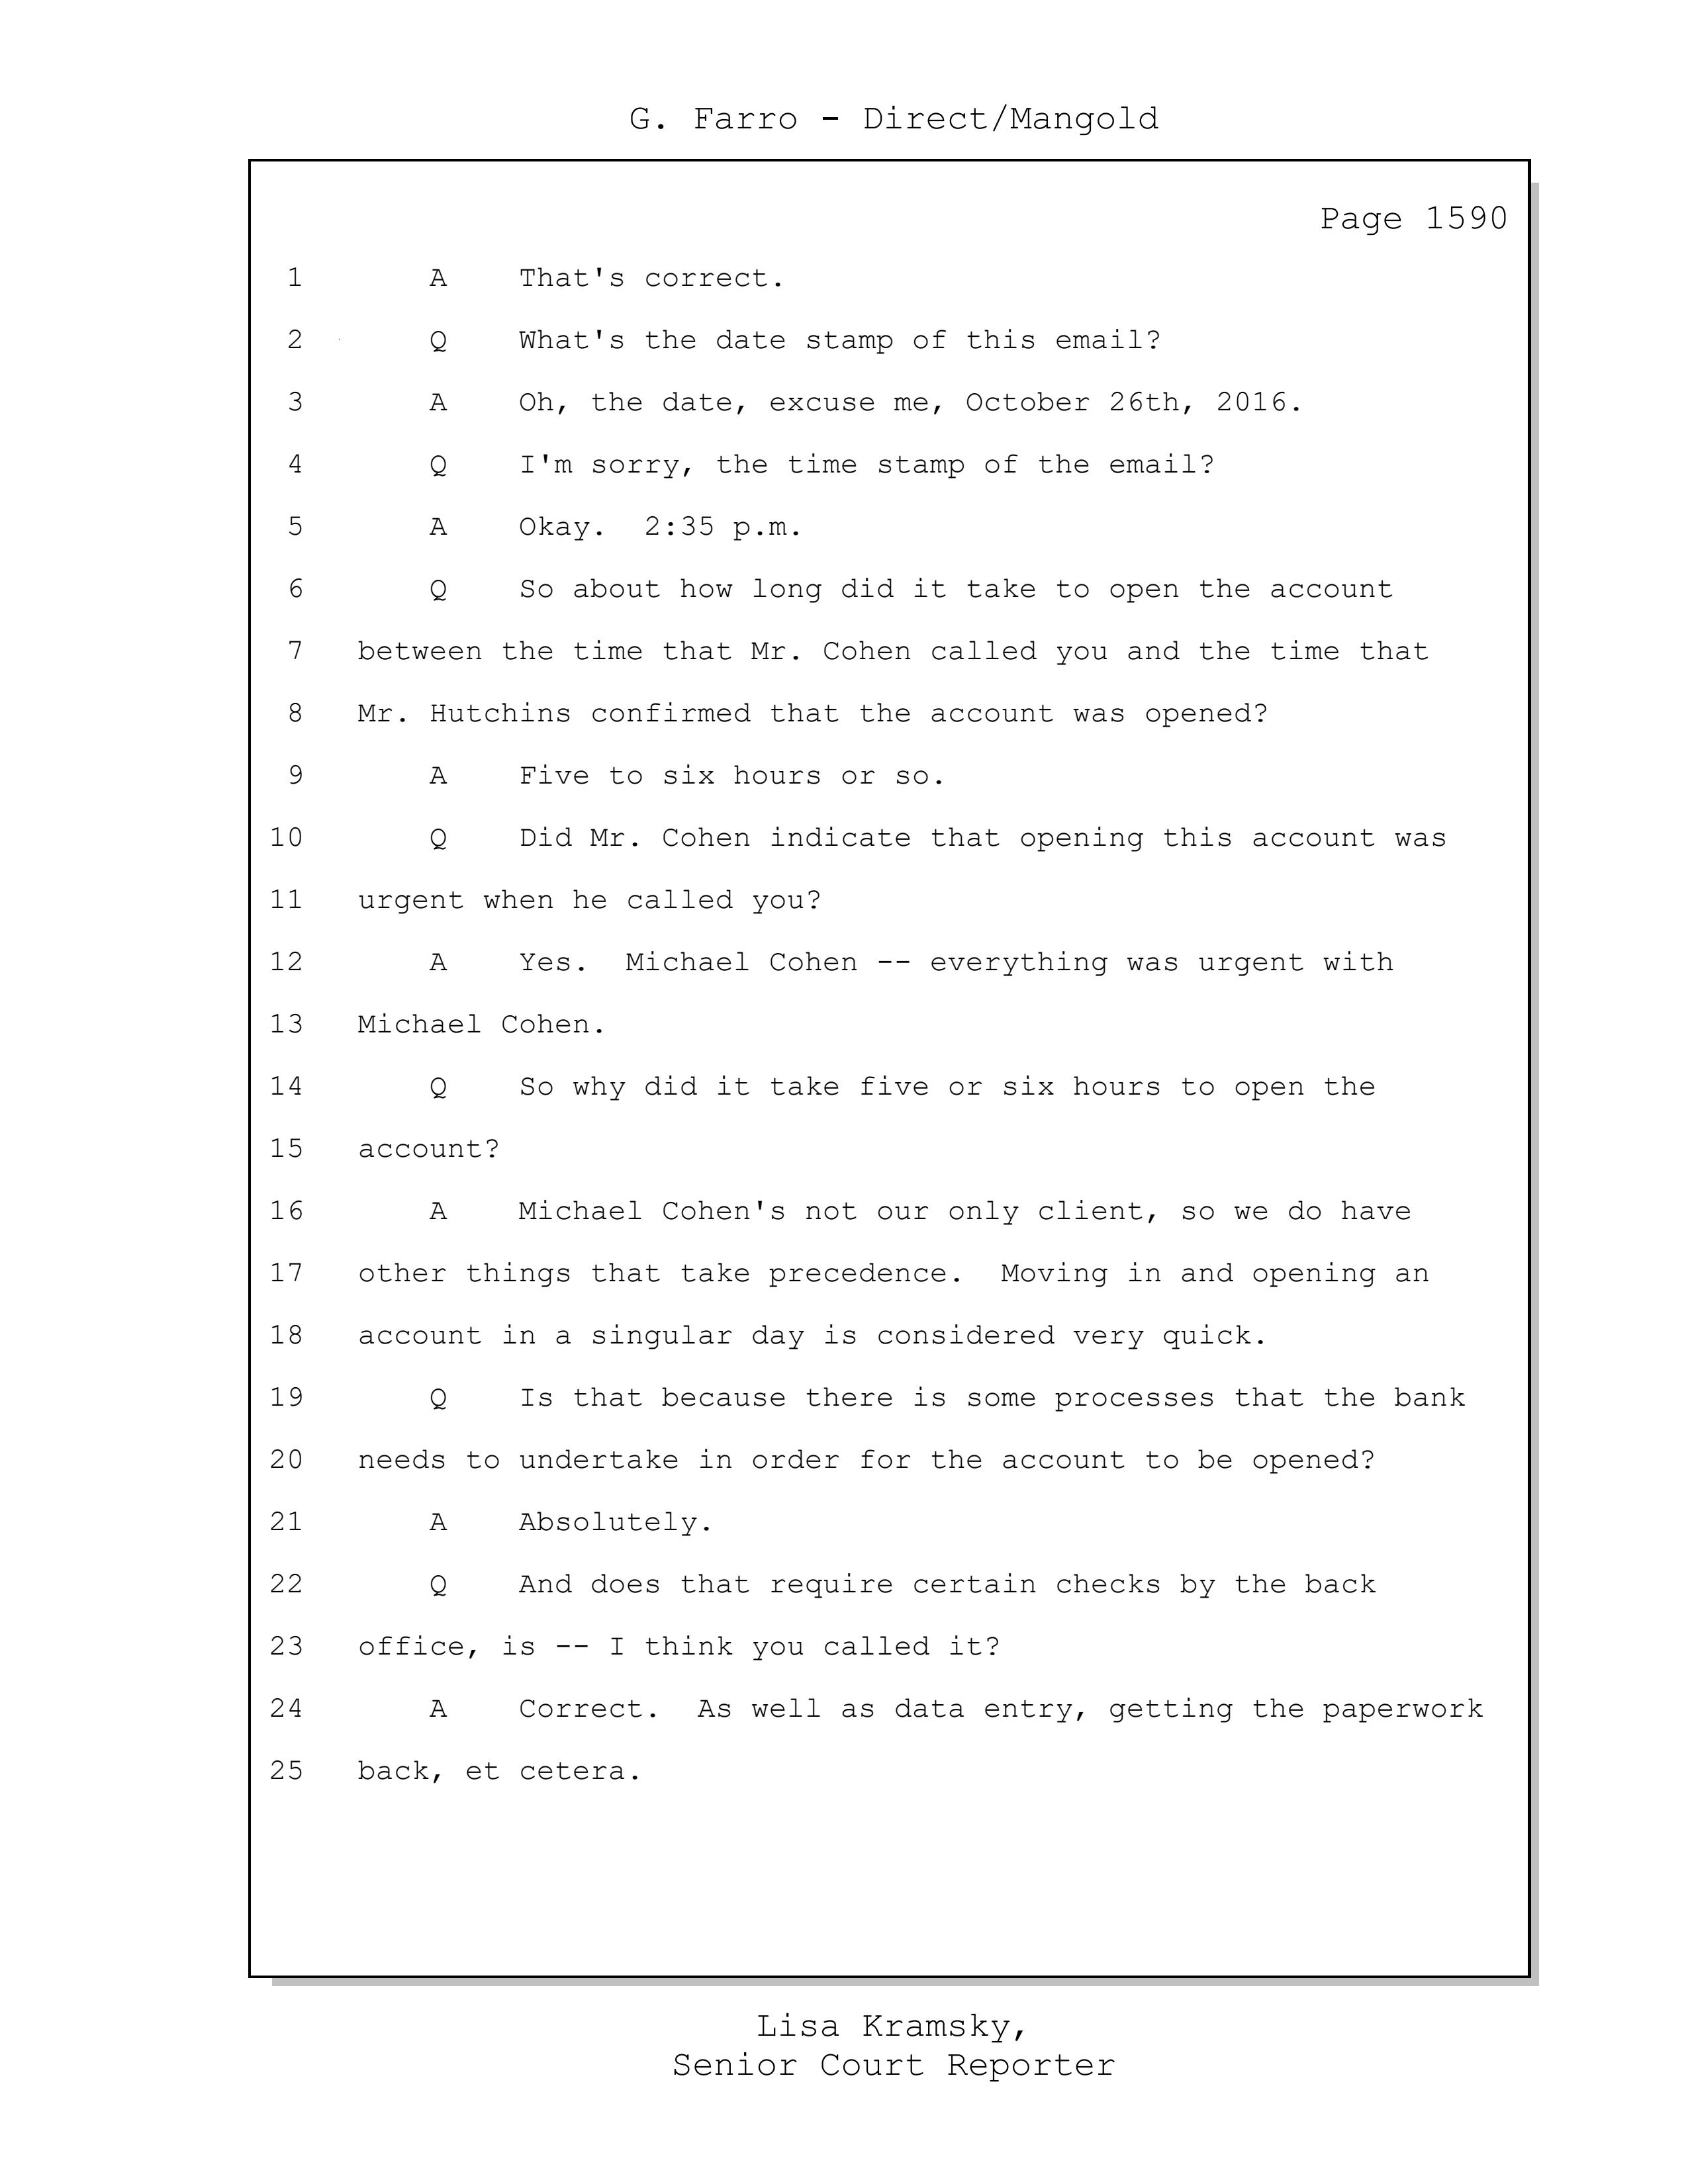 G. Farro - Direct/Mangold
Page 1590
1 A That's correct.
2 Q What's the date stamp of this email?
3 A Oh, the date, excuse me, October 26th, 2016.
4 Q I'm sorry, the time stamp of the email?
5 A Okay. 2:35 p.m.
6 Q So about how long did it take to open the account
7 between the time that Mr. Cohen called you and the time that
8 Mr. Hutchins confirmed that the account was opened?
9 A Five to six hours or so.
10 Q Did Mr. Cohen indicate that opening this account was
11 urgent when he called you?
12 A Yes. Michael Cohen -- everything was urgent with
13 Michael Cohen.
14 Q So why did it take five or six hours to open the
15 account?
16 A Michael Cohen's not our only client, so we do have
17 other things that take precedence. Moving in and opening an
18 account in a singular day is considered very quick.
19 Q Is that because there is some processes that the bank
20 needs to undertake in order for the account to be opened?
21 A Absolutely.
22 Q And does that require certain checks by the back
23 office, is -- I think you called it?
24 A Correct. As well as data entry, getting the paperwork
25 back, et cetera.
Lisa Kramsky,
Senior Court Reporter